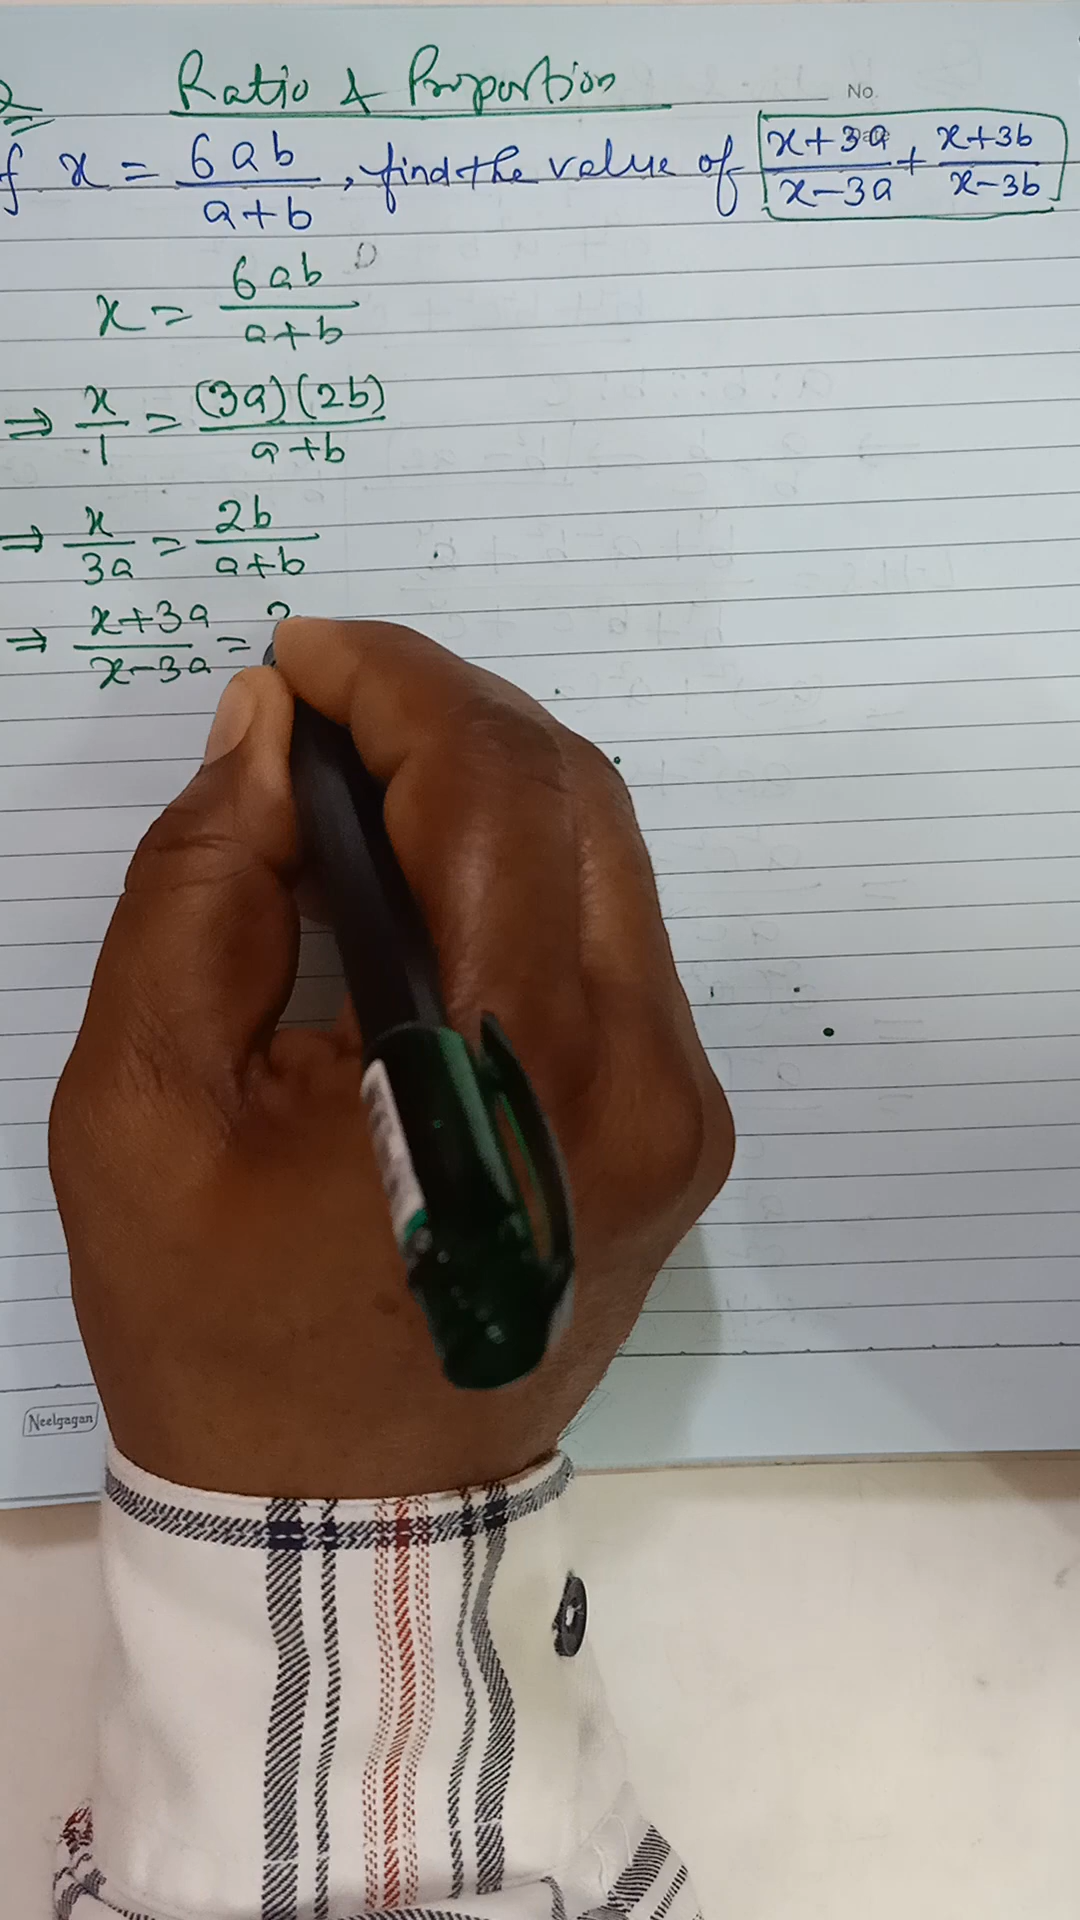 Ratio & Proportion
No.
f x = 6ab/a+b, find the value of x+3a/x-3a + x+3b/x-3b
x = 6ab/a+b
⇒ x/1 = (3a)(2b)/a+b
⇒ x/3a = 2b/a+b
⇒ x+3a/x-3a =
Neelgagan